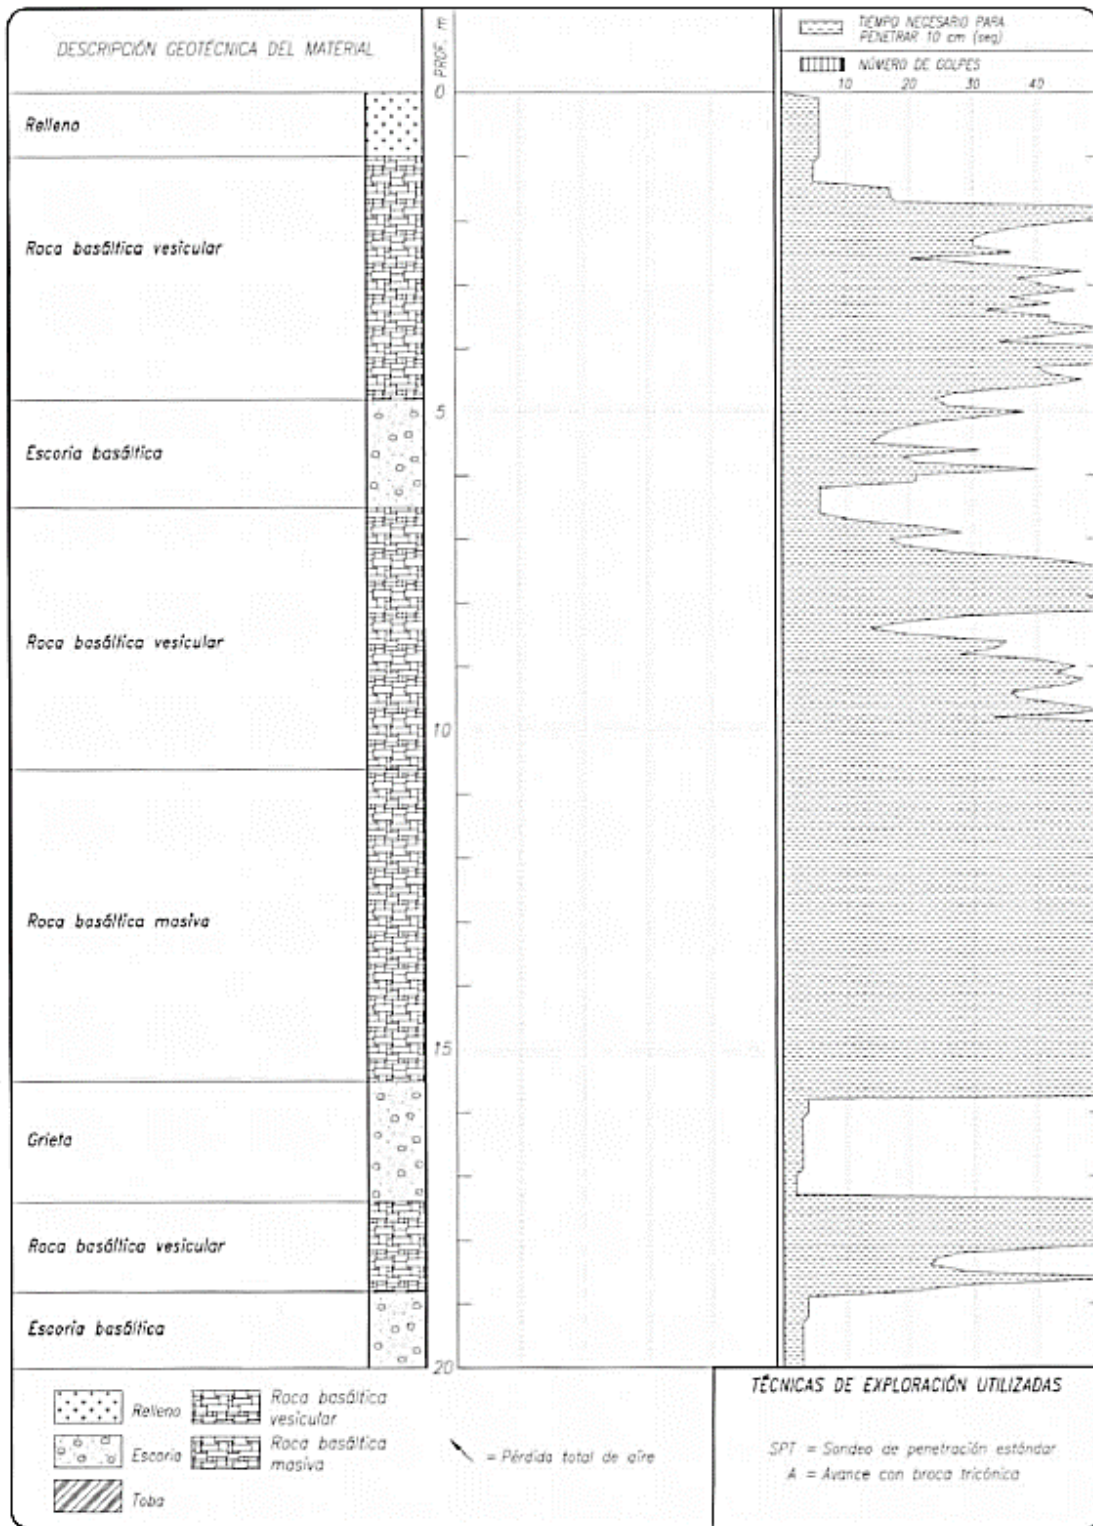 DESCRIPCIÓN GEOTÉCNICA DEL MATERIAL
PROF. m
TIEMPO NECESARIO PARA
PENETRAR 10 cm (seg)
NÚMERO DE GOLPES
10 20 30 40
0
Relleno
Roca basáltica vesicular
5
Escoria basáltica
Roca basáltica vesicular
10
Roca basáltica masiva
15
Grieta
Roca basáltica vesicular
Escoria basáltica
20
Relleno
Roca basáltica
vesicular
Escoria
Roca basáltica
masiva
Toba
= Pérdida total de aire
TÉCNICAS DE EXPLORACIÓN UTILIZADAS
SPT = Sondeo de penetración estándar
A = Avance con broca tricónica